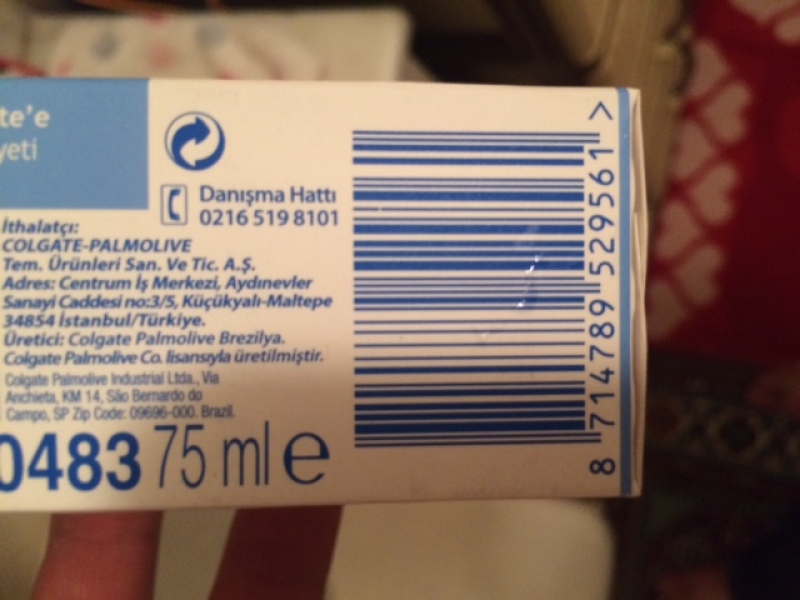 te'e
yeti
Danışma Hattı
0216 519 8101
İthalatçı:
COLGATE-PALMOLIVE
Tem. Ürünleri San. Ve Tic. A.Ş.
Adres: Centrum İş Merkezi, Aydınevler
Sanayi Caddesi no:3/5, Küçükyalı-Maltepe
34854 İstanbul/Türkiye.
Üretici: Colgate Palmolive Brezilya.
Colgate Palmolive Co. lisansıyla üretilmiştir.
Colgate Palmolive Industrial Ltda., Via
Anchieta, KM 14, São Bernardo do
Campo, SP Zip Code: 09696-000. Brazil.
0483 75 ml e
8 714789 529561 >